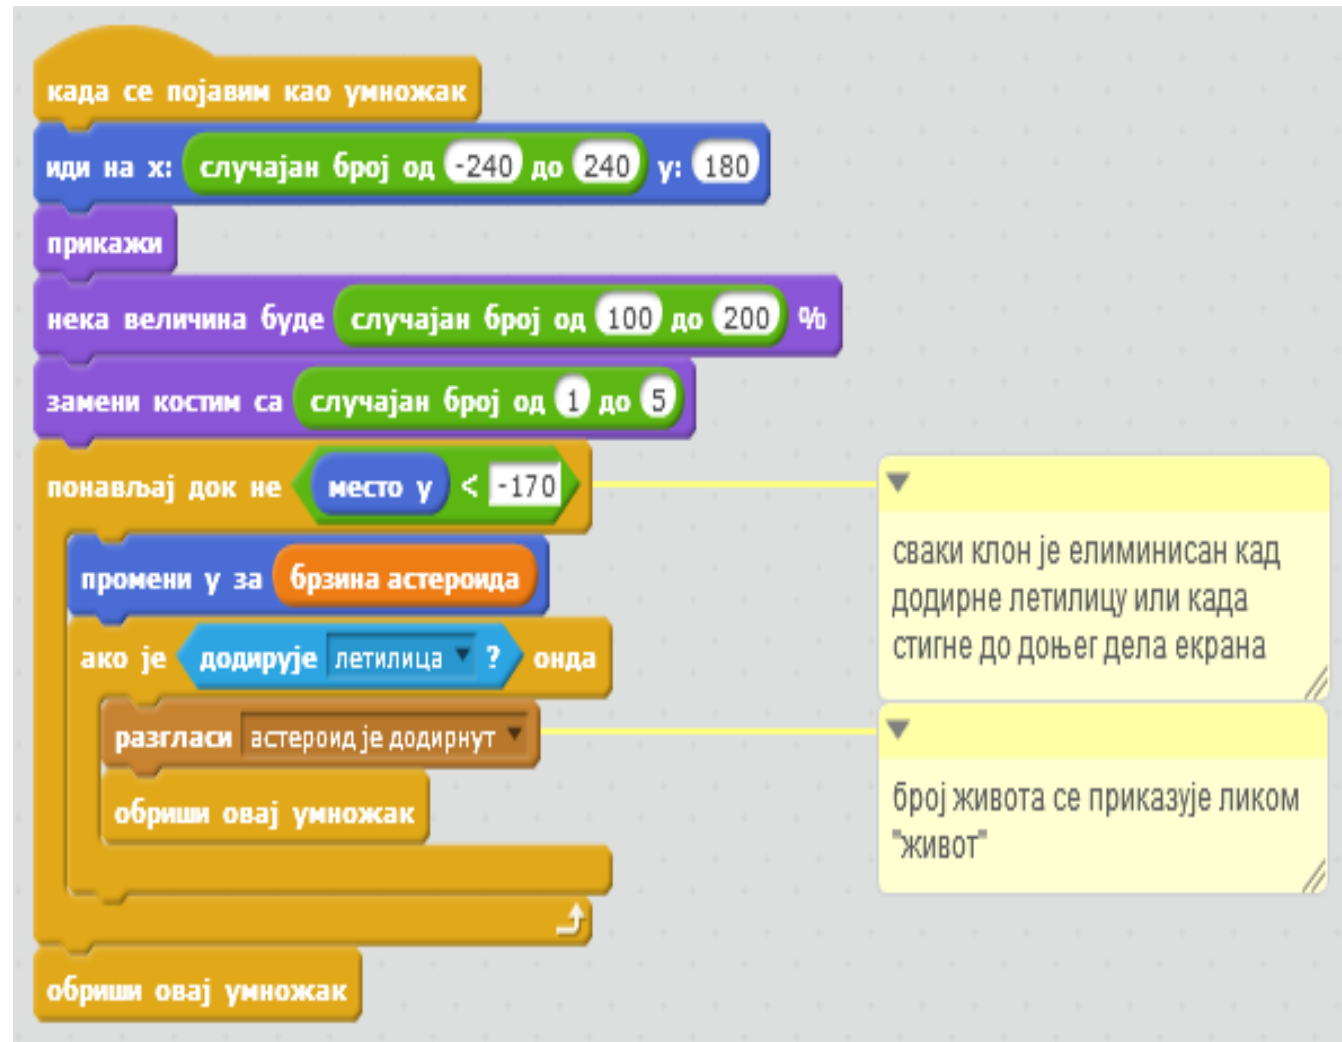 када се појавим као умножак
иди на x: случајан број од -240 до 240 y: 180
прикажи
нека величина буде случајан број од 100 до 200 %
замени костим са случајан број од 1 до 5
понављај док не место y < -170
промени y за брзина астероида
ако је додирује летилица ? онда
разгласи астероид је додирнут
обриши овај умножак
обриши овај умножак
сваки клон је елиминисан кад
додирне летилицу или када
стигне до доњег дела екрана
број живота се приказује ликом
"живот"